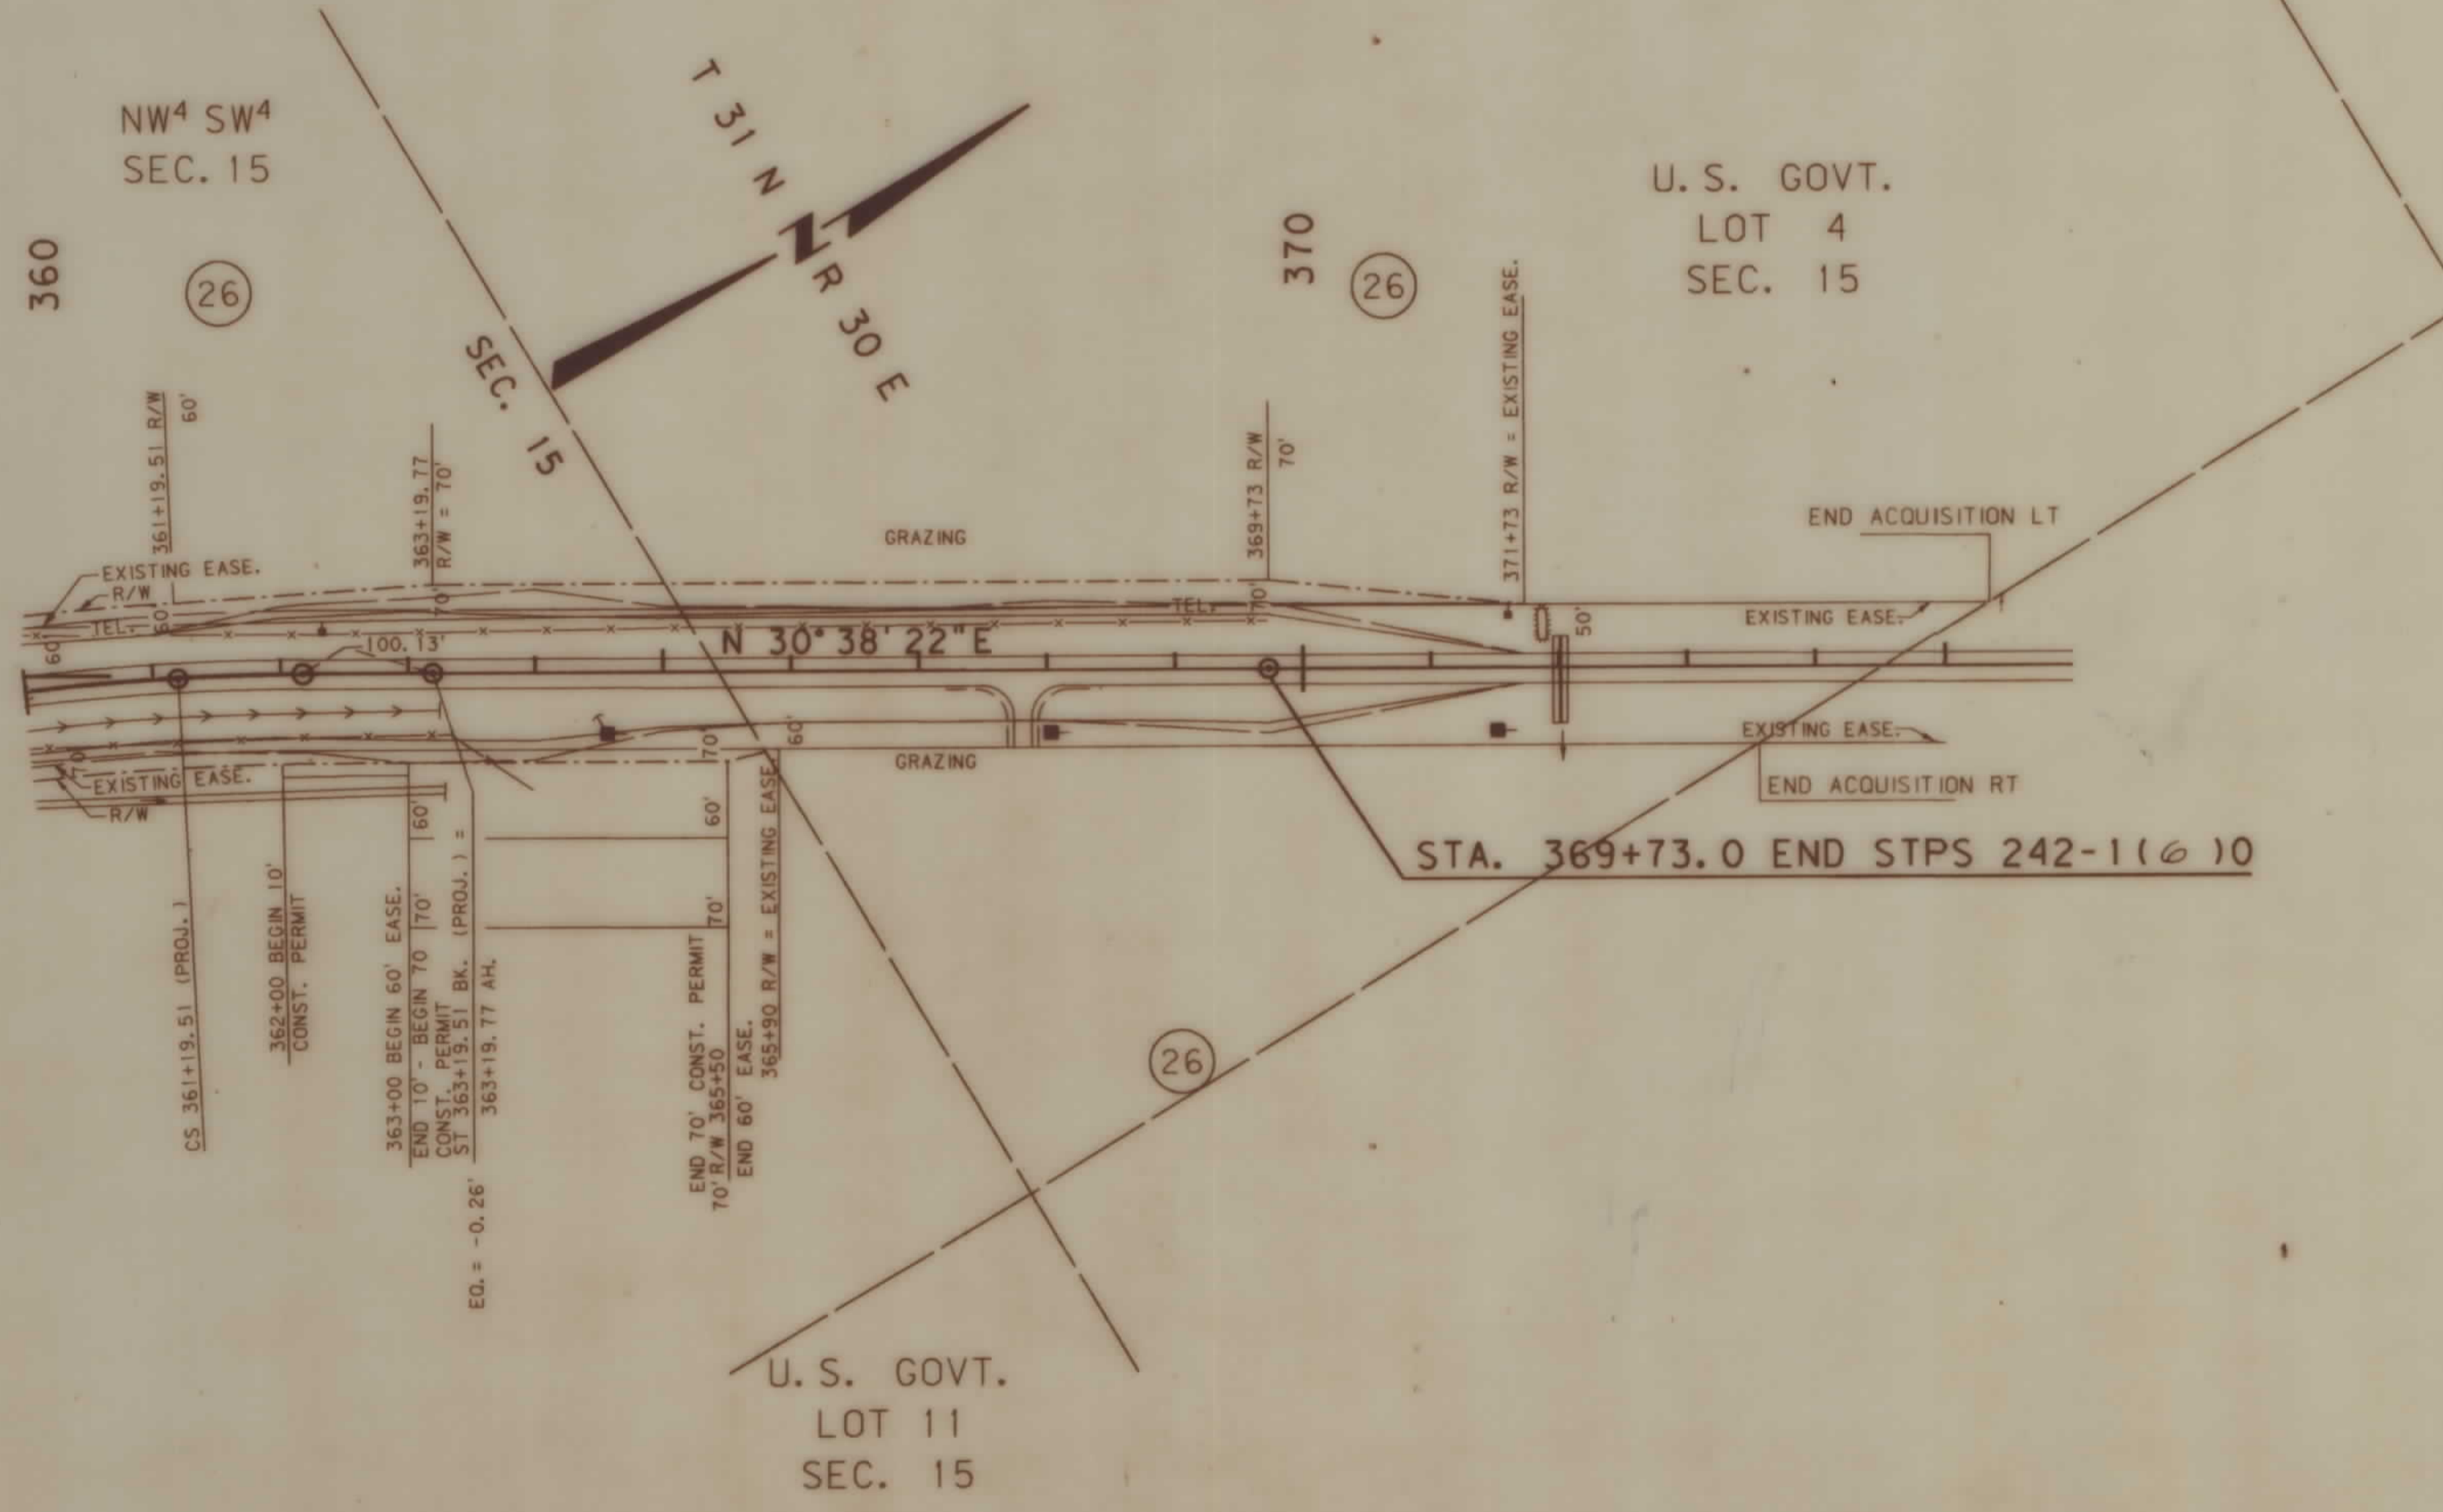 NW⁴ SW⁴
SEC. 15
360
26
T 31 N
R 30 E
N
SEC. 15
370
26
U.S. GOVT.
LOT 4
SEC. 15
361+19.51 R/W
60'
363+19.77
R/W = 70'
GRAZING
369+73 R/W
70'
371+73 R/W = EXISTING EASE.
END ACQUISITION LT
EXISTING EASE.
R/W
TEL.
60'
60'
70'
100.13'
N 30°38'22"E
TEL.
70'
50'
EXISTING EASE.
70'
EXISTING EASE.
R/W
70'
60'
GRAZING
EXISTING EASE.
END ACQUISITION RT
STA. 369+73.0 END STPS 242-1(6)0
CS 361+19.51 (PROJ.)
362+00 BEGIN 10'
CONST. PERMIT
363+00 BEGIN 60' EASE.
60'
END 10' - BEGIN 70
70'
CONST. PERMIT
ST 363+19.51 BK. (PROJ.) =
363+19.77 AH.
EQ. = -0.26'
60'
70'
END 70' CONST. PERMIT
70' R/W 365+50
END 60' EASE.
365+90 R/W = EXISTING EASE.
26
U.S. GOVT.
LOT 11
SEC. 15